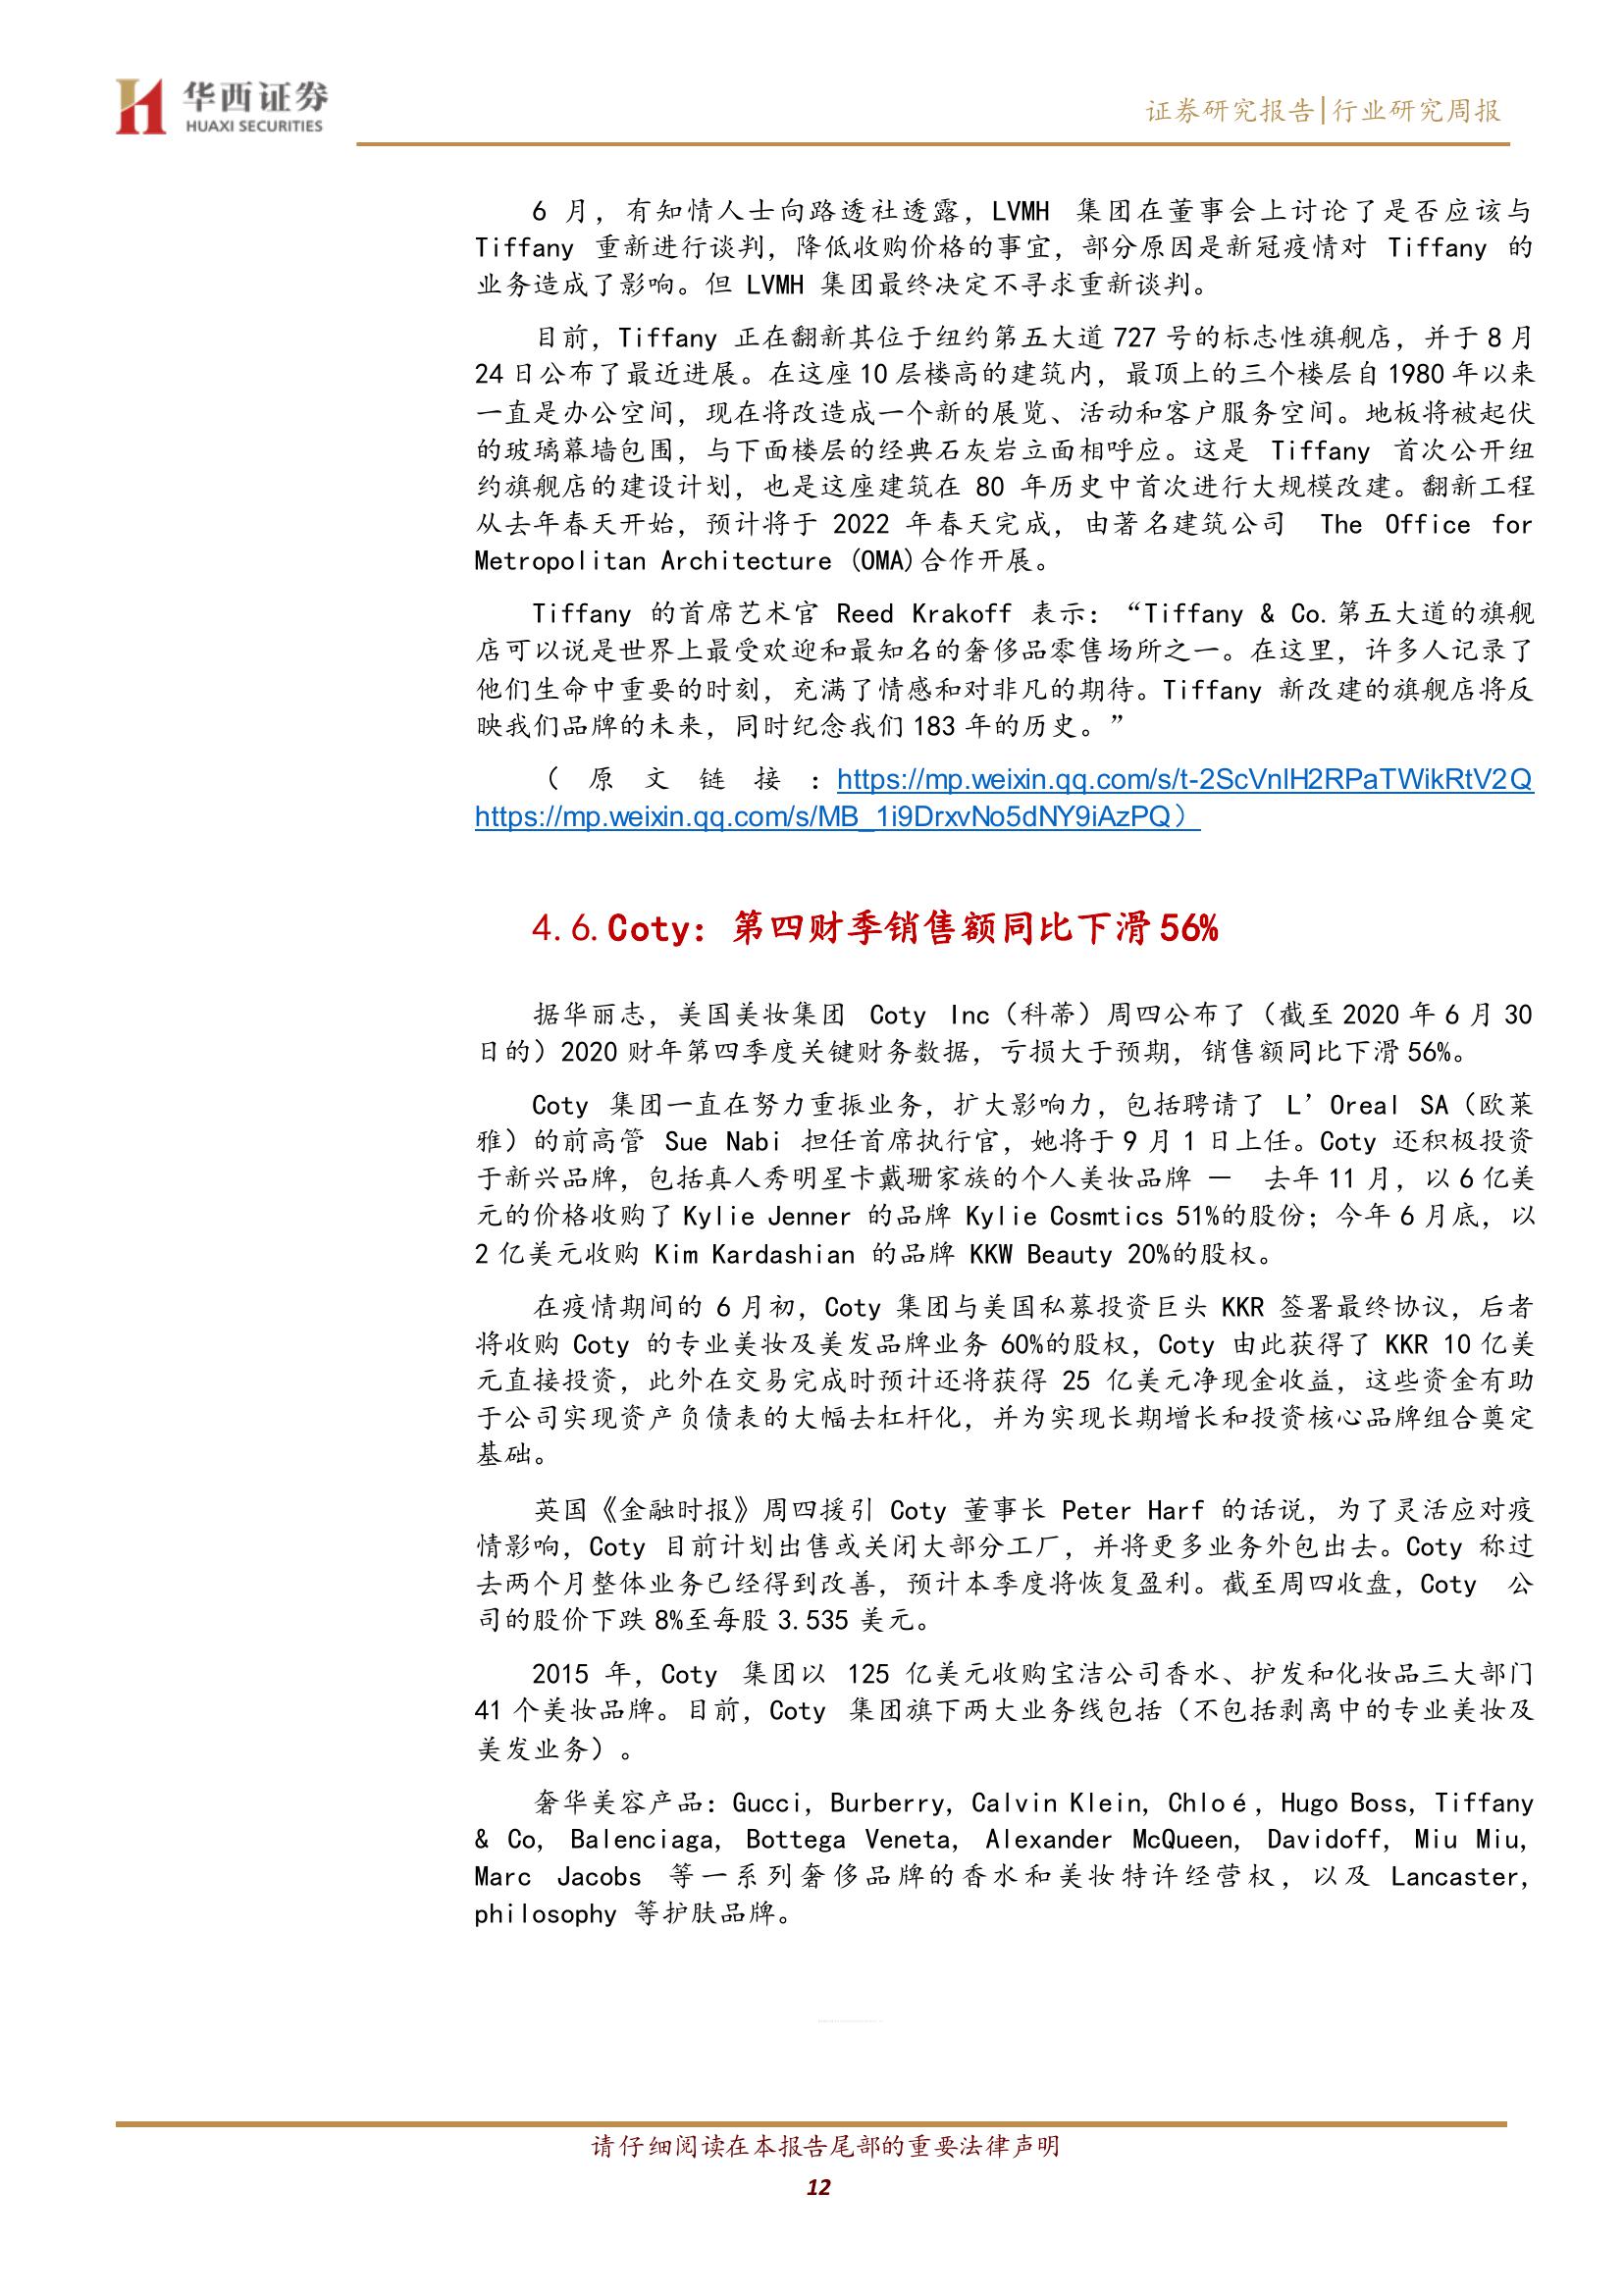 华西证券
HUAXI SECURITIES
证券研究报告|行业研究周报
6 月，有知情人士向路透社透露，LVMH 集团在董事会上讨论了是否应该与
Tiffany 重新进行谈判，降低收购价格的事宜，部分原因是新冠疫情对 Tiffany 的
业务造成了影响。但 LVMH 集团最终决定不寻求重新谈判。
目前，Tiffany 正在翻新其位于纽约第五大道 727 号的标志性旗舰店，并于 8 月
24 日公布了最近进展。在这座 10 层楼高的建筑内，最顶上的三个楼层自 1980 年以来
一直是办公空间，现在将改造成一个新的展览、活动和客户服务空间。地板将被起伏
的玻璃幕墙包围，与下面楼层的经典石灰岩立面相呼应。这是 Tiffany 首次公开纽
约旗舰店的建设计划，也是这座建筑在 80 年历史中首次进行大规模改建。翻新工程
从去年春天开始，预计将于 2022 年春天完成，由著名建筑公司 The Office for
Metropolitan Architecture (OMA)合作开展。
Tiffany 的首席艺术官 Reed Krakoff 表示：“Tiffany & Co.第五大道的旗舰
店可以说是世界上最受欢迎和最知名的奢侈品零售场所之一。在这里，许多人记录了
他们生命中重要的时刻，充满了情感和对非凡的期待。Tiffany 新改建的旗舰店将反
映我们品牌的未来，同时纪念我们 183 年的历史。”
（原文链接：https://mp.weixin.qq.com/s/t-2ScVnlH2RPaTWikRtV2Q
https://mp.weixin.qq.com/s/MB_1i9DrxvNo5dNY9iAzPQ）
4.6.Coty：第四财季销售额同比下滑 56%
据华丽志，美国美妆集团 Coty Inc（科蒂）周四公布了（截至 2020 年 6 月 30
日的）2020 财年第四季度关键财务数据，亏损大于预期，销售额同比下滑 56%。
Coty 集团一直在努力重振业务，扩大影响力，包括聘请了 L’Oreal SA（欧莱
雅）的前高管 Sue Nabi 担任首席执行官，她将于 9 月 1 日上任。Coty 还积极投资
于新兴品牌，包括真人秀明星卡戴珊家族的个人美妆品牌 — 去年 11 月，以 6 亿美
元的价格收购了 Kylie Jenner 的品牌 Kylie Cosmtics 51%的股份；今年 6 月底，以
2 亿美元收购 Kim Kardashian 的品牌 KKW Beauty 20%的股权。
在疫情期间的 6 月初，Coty 集团与美国私募投资巨头 KKR 签署最终协议，后者
将收购 Coty 的专业美妆及美发品牌业务 60%的股权，Coty 由此获得了 KKR 10 亿美
元直接投资，此外在交易完成时预计还将获得 25 亿美元净现金收益，这些资金有助
于公司实现资产负债表的大幅去杠杆化，并为实现长期增长和投资核心品牌组合奠定
基础。
英国《金融时报》周四援引 Coty 董事长 Peter Harf 的话说，为了灵活应对疫
情影响，Coty 目前计划出售或关闭大部分工厂，并将更多业务外包出去。Coty 称过
去两个月整体业务已经得到改善，预计本季度将恢复盈利。截至周四收盘，Coty 公
司的股价下跌 8%至每股 3.535 美元。
2015 年，Coty 集团以 125 亿美元收购宝洁公司香水、护发和化妆品三大部门
41 个美妆品牌。目前，Coty 集团旗下两大业务线包括（不包括剥离中的专业美妆及
美发业务）。
奢华美容产品：Gucci, Burberry, Calvin Klein, Chloé, Hugo Boss, Tiffany
& Co, Balenciaga, Bottega Veneta, Alexander McQueen, Davidoff, Miu Miu,
Marc Jacobs 等一系列奢侈品牌的香水和美妆特许经营权，以及 Lancaster,
philosophy 等护肤品牌。
请仔细阅读在本报告尾部的重要法律声明
12